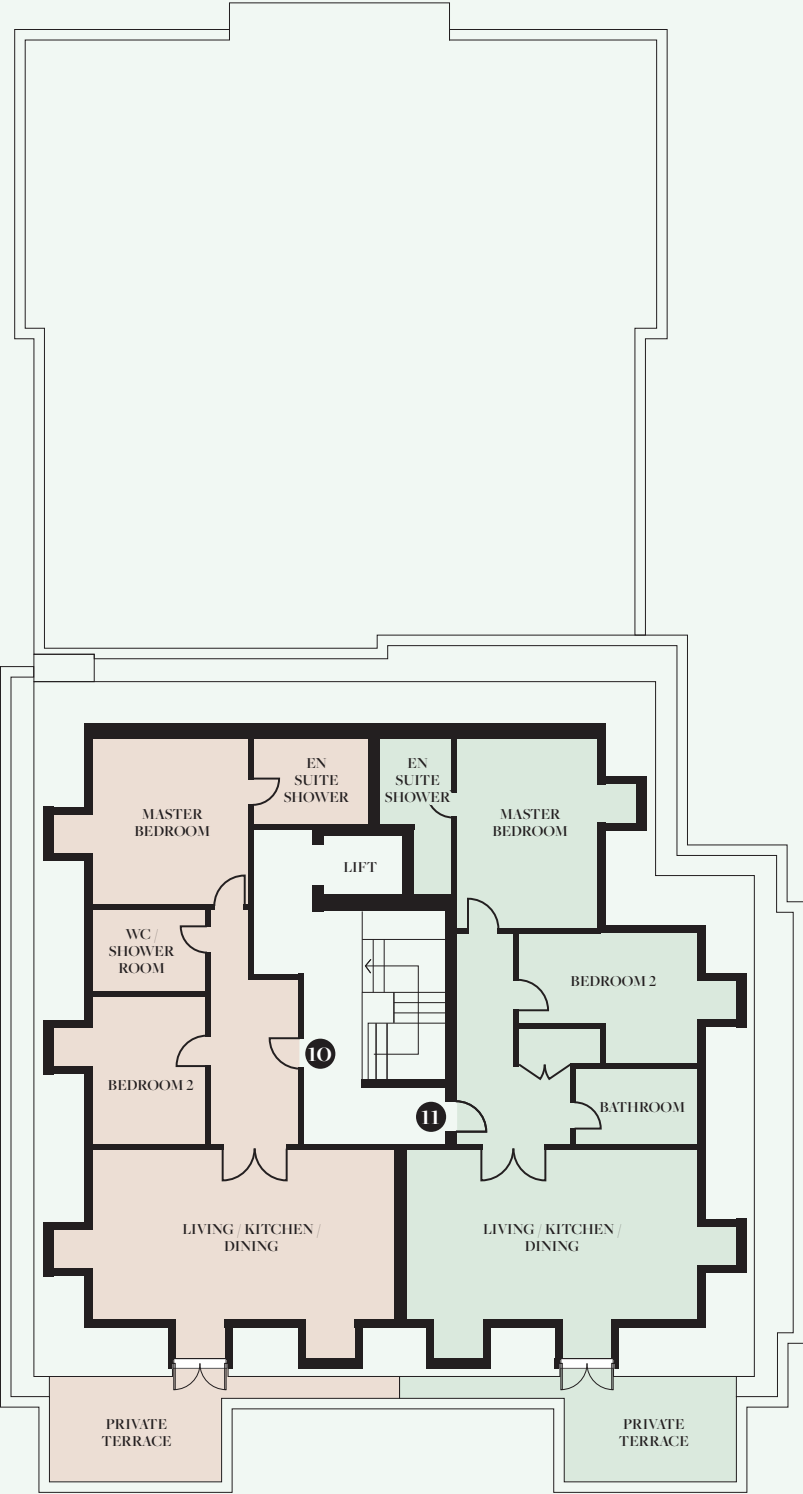 EN
SUITE
SHOWER
EN
SUITE
SHOWER
MASTER
BEDROOM
MASTER
BEDROOM
LIFT
WC /
SHOWER
ROOM
BEDROOM 2
10
BEDROOM 2
11
BATHROOM
LIVING / KITCHEN /
DINING
LIVING / KITCHEN /
DINING
PRIVATE
TERRACE
PRIVATE
TERRACE